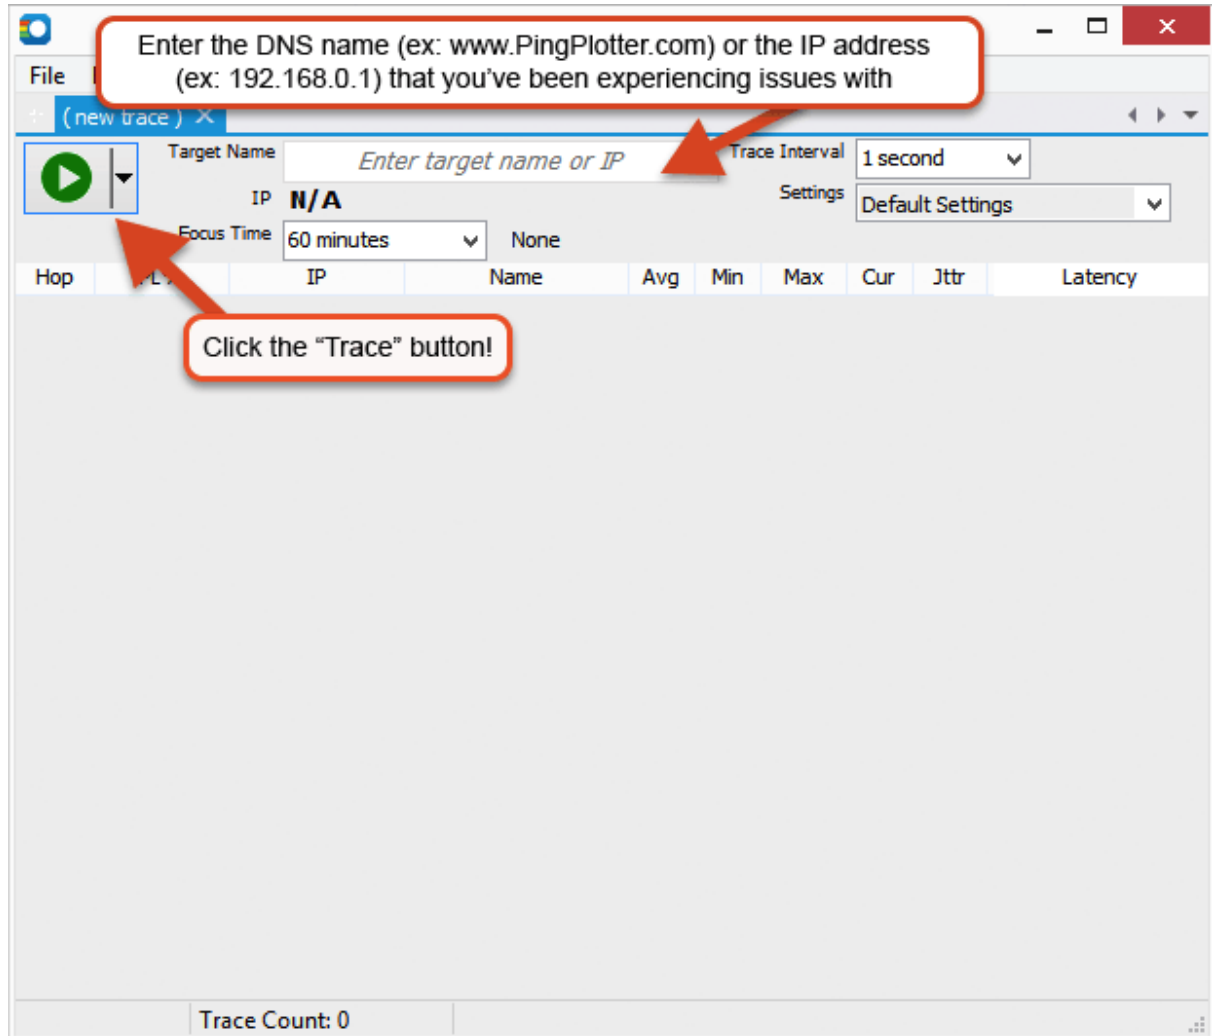 Enter the DNS name (ex: www.PingPlotter.com) or the IP address
(ex: 192.168.0.1) that you've been experiencing issues with
File
(new trace) ×
Target Name Enter target name or IP Trace Interval 1 second
IP N/A Settings Default Settings
Focus Time 60 minutes None
Hop IP Name Avg Min Max Cur Jttr Latency
Click the “Trace” button!
Trace Count: 0